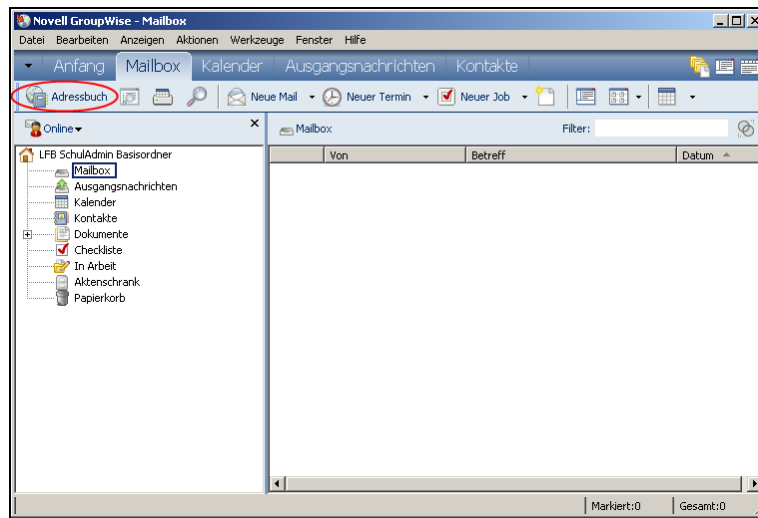 Novell GroupWise - Mailbox
Datei Bearbeiten Anzeigen Aktionen Werkzeuge Fenster Hilfe
Anfang Mailbox Kalender Ausgangsnachrichten Kontakte
Adressbuch Neue Mail Neuer Termin Neuer Job
Online Mailbox Filter:
Von Betreff Datum
LFB SchulAdmin Basisordner
Mailbox
Ausgangsnachrichten
Kalender
Kontakte
Dokumente
Checkliste
In Arbeit
Aktenschrank
Papierkorb
Markiert:0 Gesamt:0